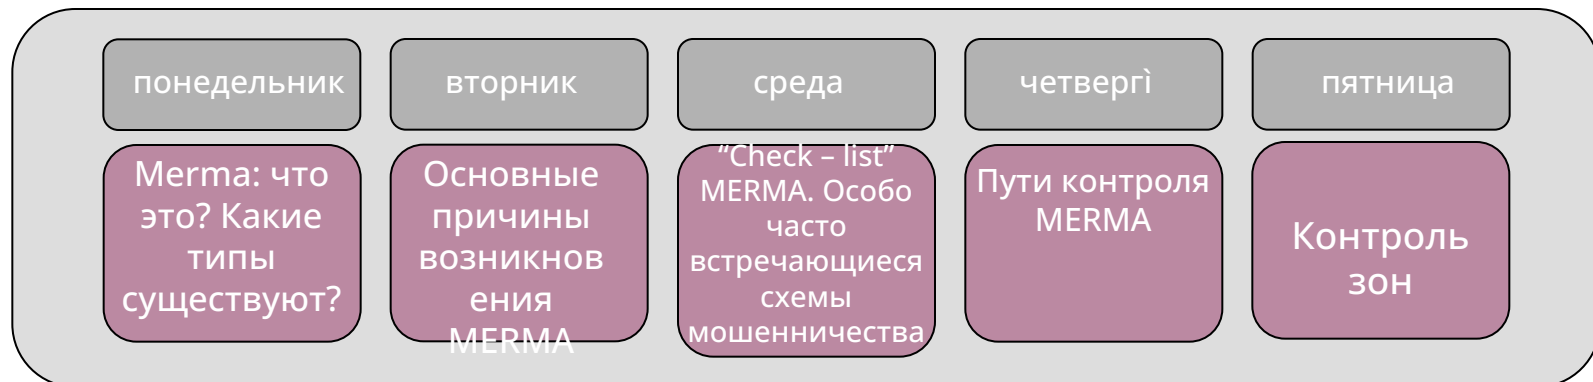 понедельник
вторник
среда
четвергì
пятница
Merma: что
это? Какие
типы
существуют?
Основные
причины
возникнов
ения
MERMA
“Check – list”
MERMA. Особо
часто
встречающиеся
схемы
мошенничества
Пути контроля
MERMA
Контроль
зон